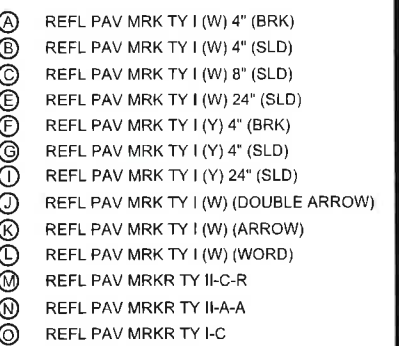 Ⓐ REFL PAV MRK TY I (W) 4" (BRK)
Ⓑ REFL PAV MRK TY I (W) 4" (SLD)
Ⓒ REFL PAV MRK TY I (W) 8" (SLD)
Ⓔ REFL PAV MRK TY I (W) 24" (SLD)
Ⓕ REFL PAV MRK TY I (Y) 4" (BRK)
Ⓖ REFL PAV MRK TY I (Y) 4" (SLD)
Ⓘ REFL PAV MRK TY I (Y) 24" (SLD)
Ⓙ REFL PAV MRK TY I (W) (DOUBLE ARROW)
Ⓚ REFL PAV MRK TY I (W) (ARROW)
Ⓛ REFL PAV MRK TY I (W) (WORD)
Ⓜ REFL PAV MRKR TY II-C-R
Ⓝ REFL PAV MRKR TY II-A-A
Ⓞ REFL PAV MRKR TY I-C